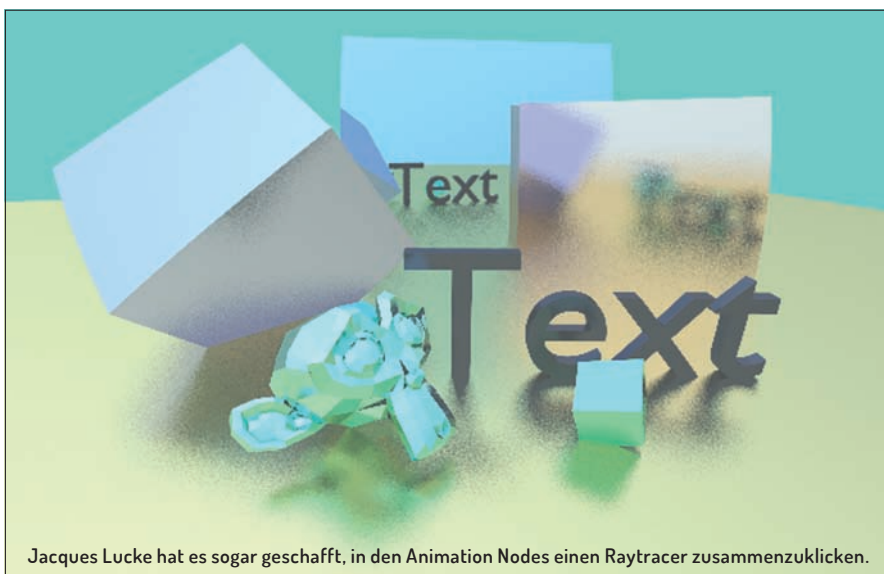 Text
Text
Jacques Lucke hat es sogar geschafft, in den Animation Nodes einen Raytracer zusammenzuklicken.